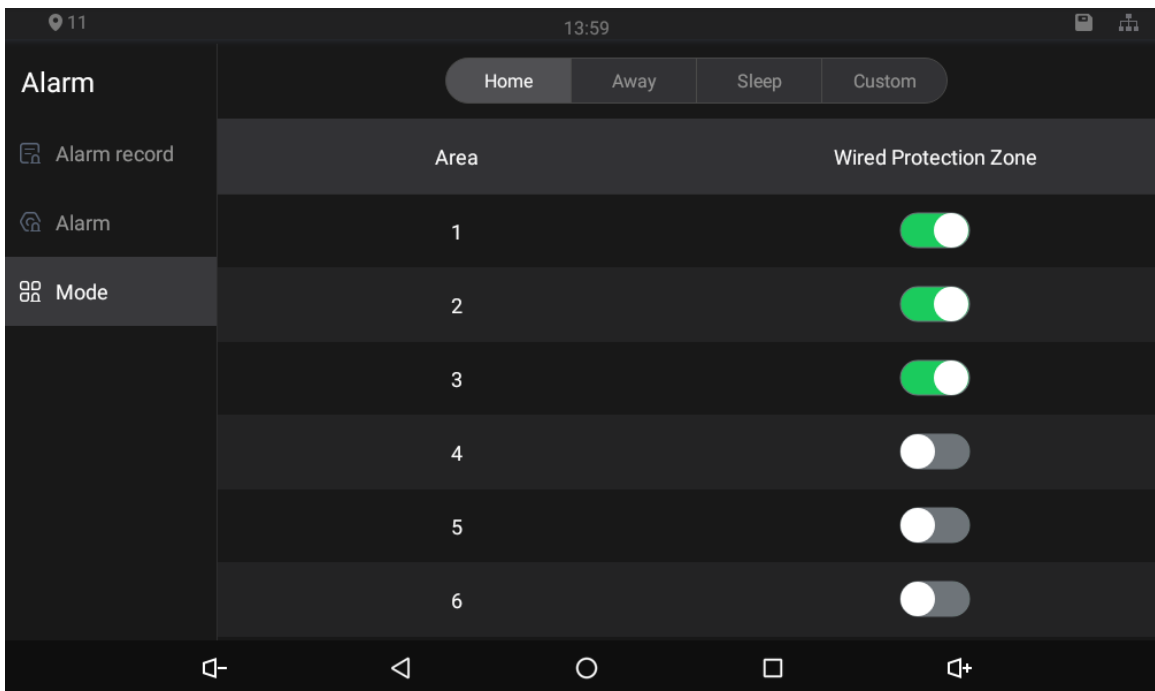 11
13:59
Alarm
Home Away Sleep Custom
Alarm record
Alarm
Mode
Area Wired Protection Zone
1
2
3
4
5
6